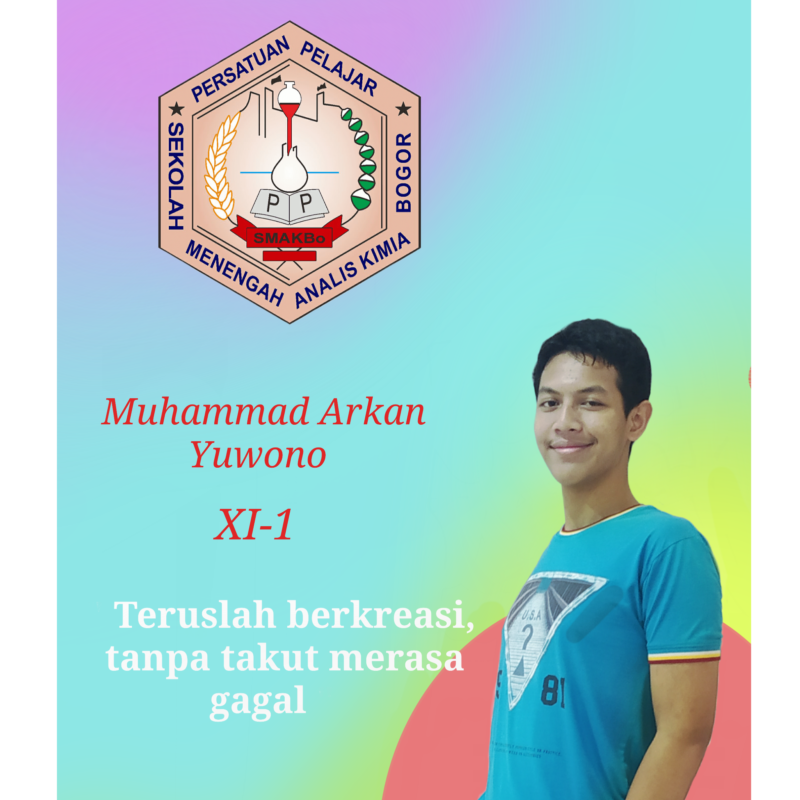 PERSATUAN PELAJAR
SEKOLAH
MENENGAH ANALIS KIMIA
BOGOR
P P
SMAKBo
Muhammad Arkan
Yuwono
XI-1
Teruslah berkreasi,
tanpa takut merasa
gagal
U.S.A
?
81